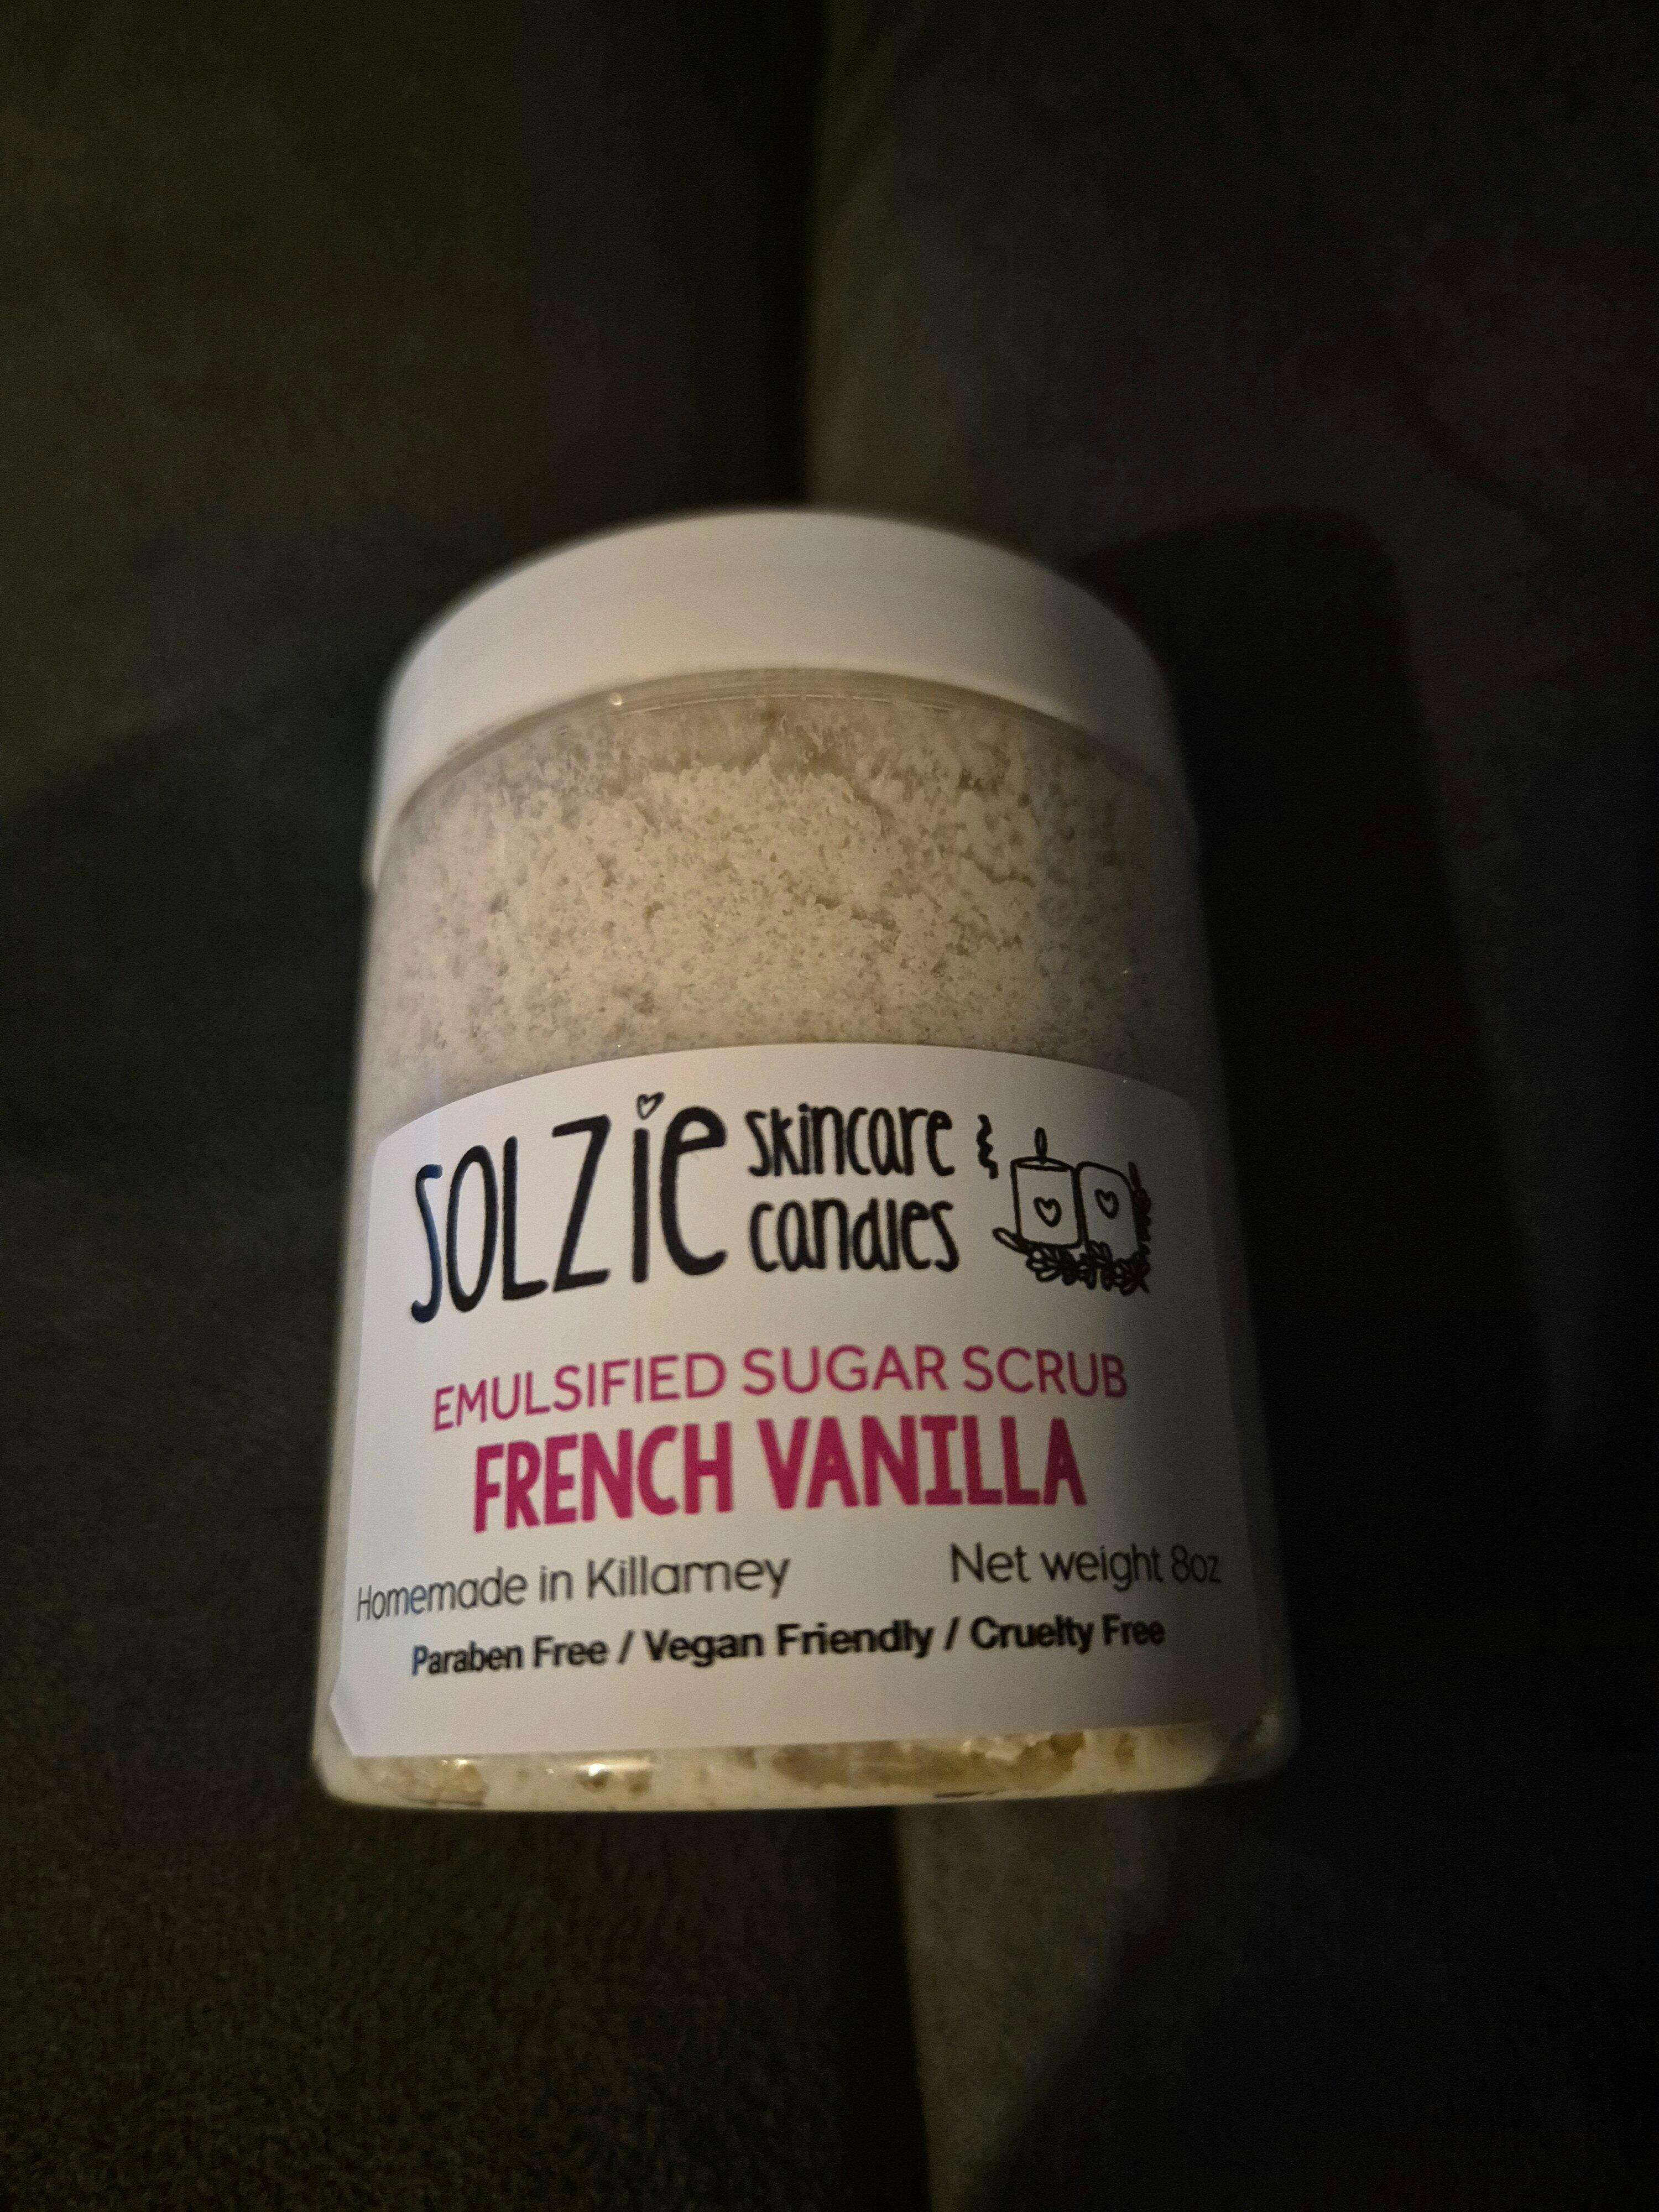 SOLZie skincare &
candles
EMULSIFIED SUGAR SCRUB
FRENCH VANILLA
Homemade in Killarney Net weight 8oz
Paraben Free / Vegan Friendly / Cruelty Free